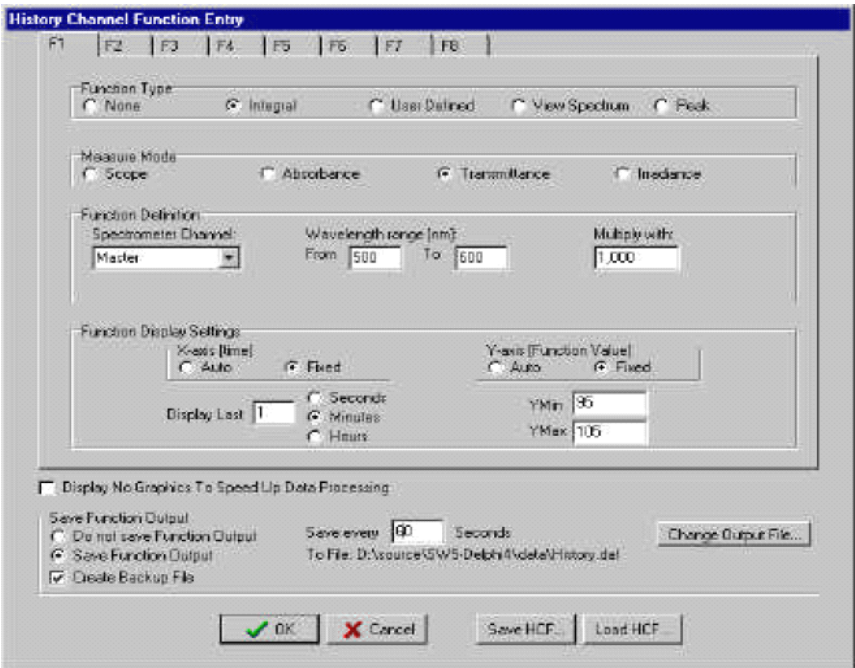 History Channel Function Entry
F1 F2 F3 F4 F5 F6 F7 F8
Function Type
None Integral User Defined View Spectrum Peak
Measure Mode
Scope Absorbance Transmittance Irradiance
Function Definition
Spectrometer Channel: Wavelength range [nm]: Multiply with:
Master From 500 To 600 1,000
Function Display Settings
X-axis [time] Y-axis [Function Value]
Auto Fixed Auto Fixed
Seconds
Display Last 1 Minutes YMin 95
Hours YMax 105
Display No Graphics To Speed Up Data Processing
Save Function Output
Do not save Function Output Save every 60 Seconds Change Output File...
Save Function Output To File: D:\source\SW5-Delphi4\data\History.dat
Create Backup File
OK Cancel Save HCF... Load HCF...